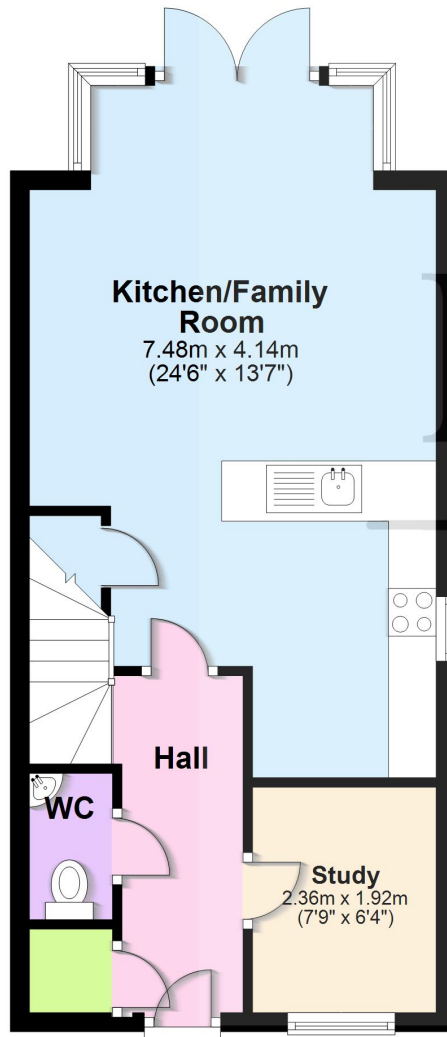 Kitchen/Family
Room
7.48m x 4.14m
(24'6" x 13'7")
Hall
WC
Study
2.36m x 1.92m
(7'9" x 6'4")